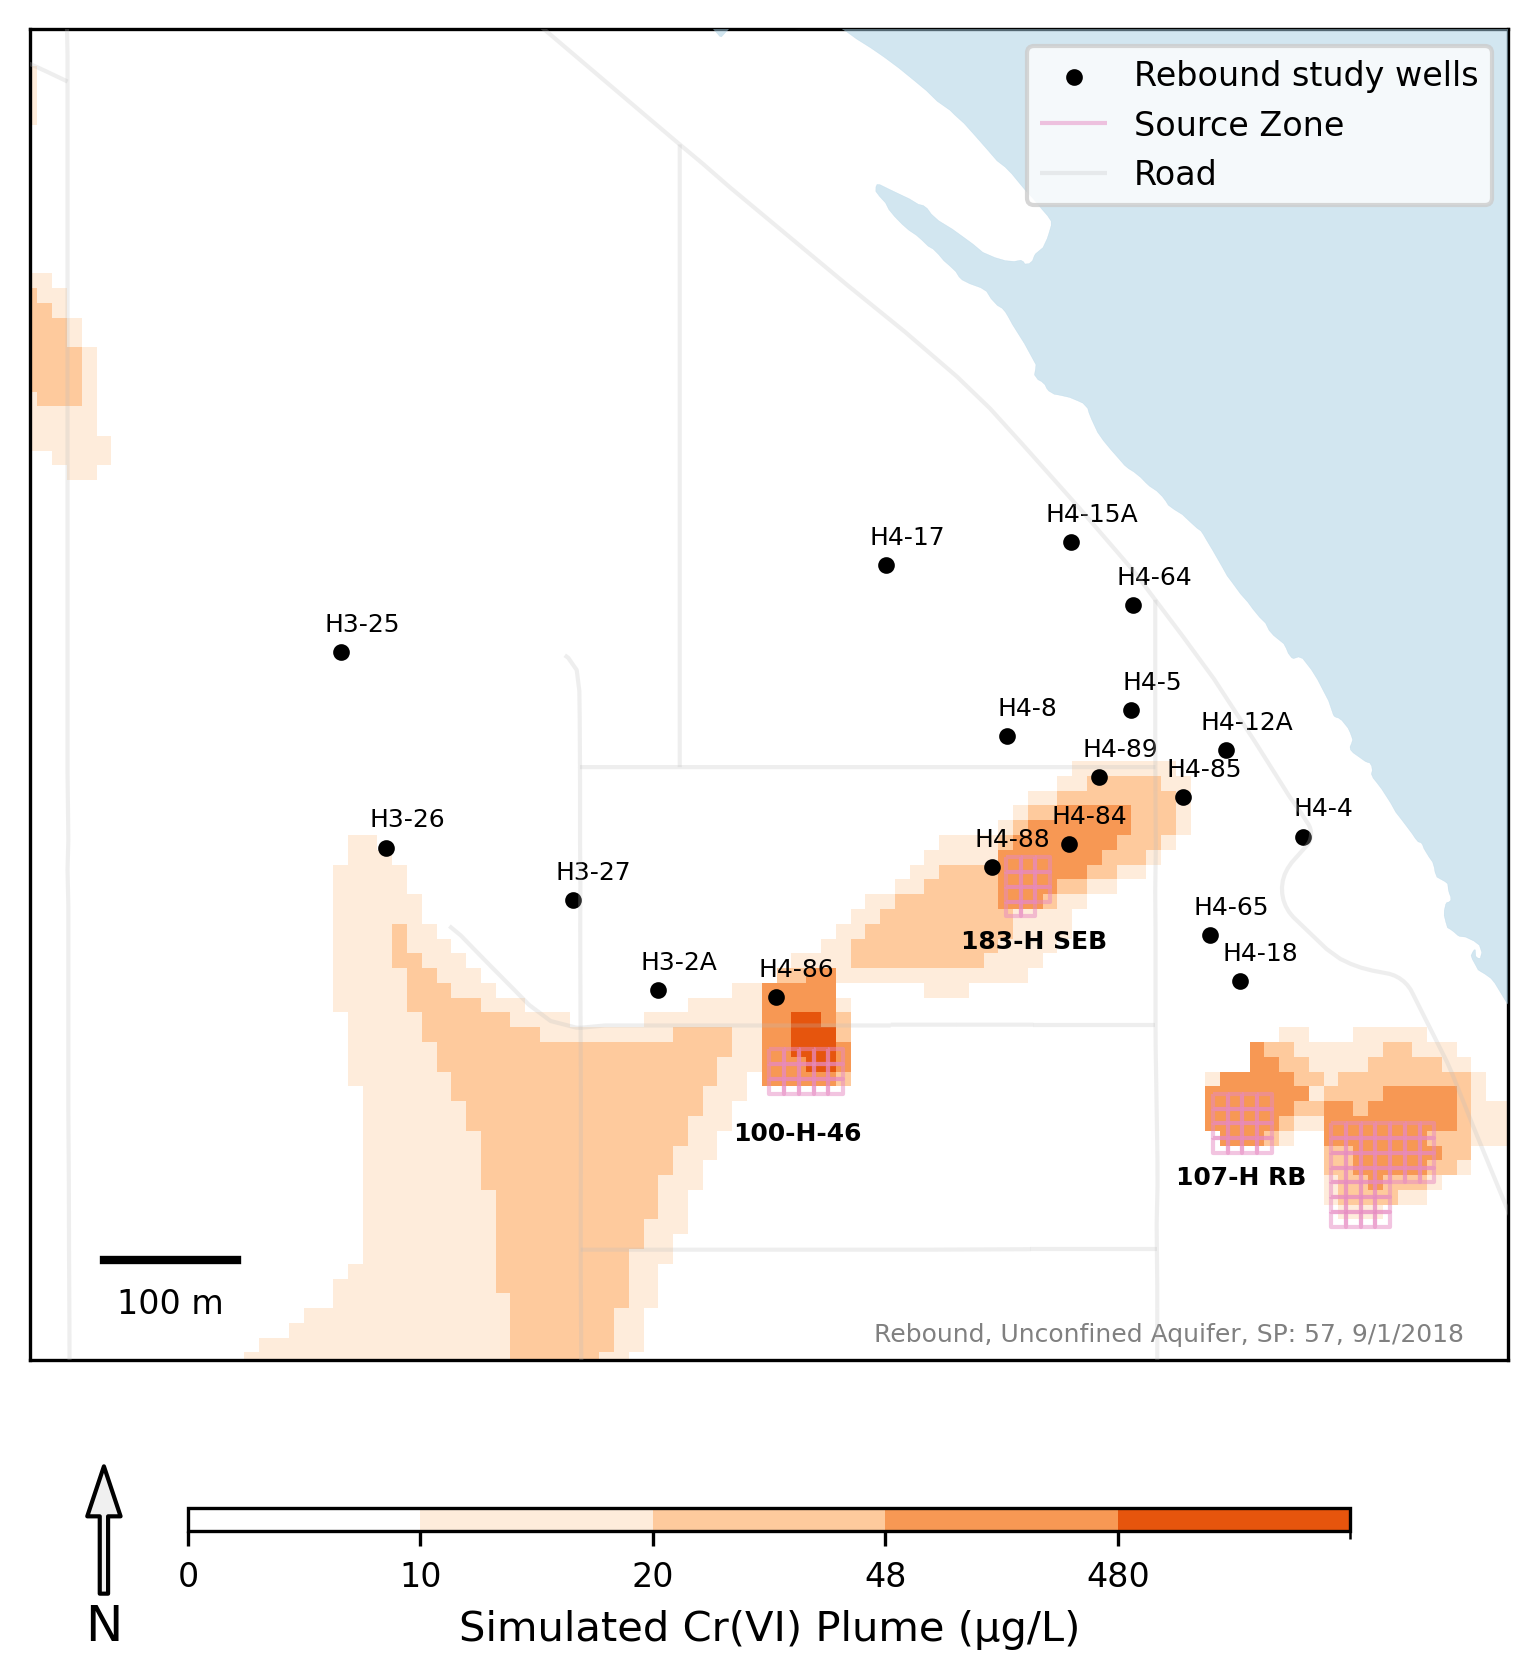 Rebound study wells
Source Zone
Road
H4-15A
H4-17
H4-64
H3-25
H4-5
H4-8
H4-12A
H4-89
H4-85
H4-4
H3-26
H4-84
H4-88
H3-27
H4-65
183-H SEB
H4-18
H3-2A
H4-86
100-H-46
107-H RB
100 m
Rebound, Unconfined Aquifer, SP: 57, 9/1/2018
0 10 20 48 480
N
Simulated Cr(VI) Plume (μg/L)